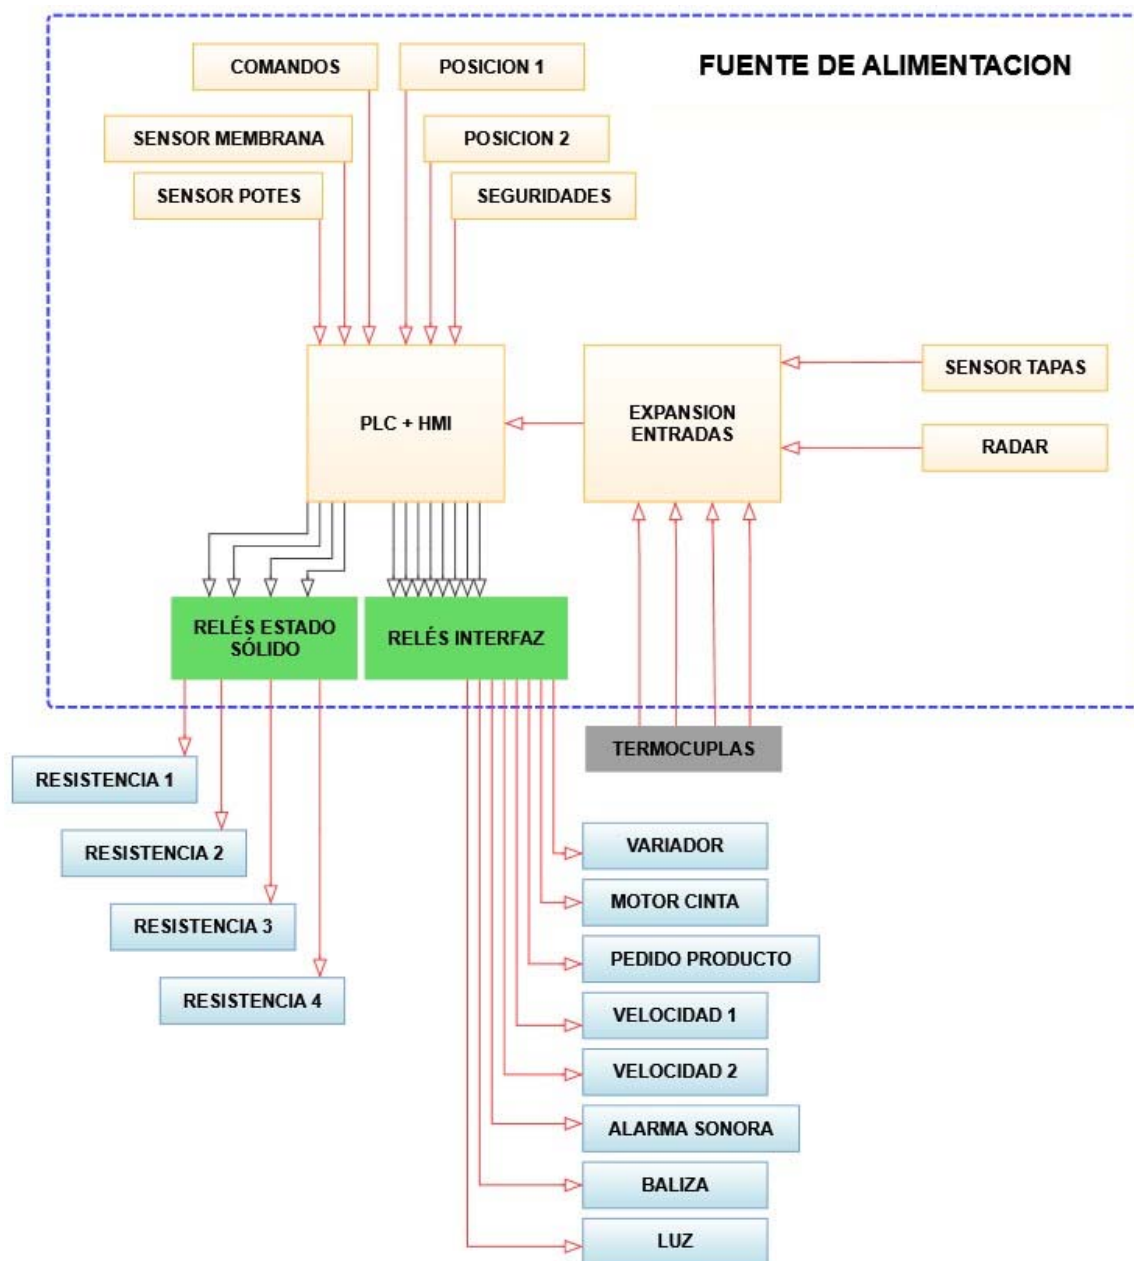 FUENTE DE ALIMENTACION
COMANDOS
POSICION 1
SENSOR MEMBRANA
POSICION 2
SENSOR POTES
SEGURIDADES
PLC + HMI
EXPANSION
ENTRADAS
SENSOR TAPAS
RADAR
RELÉS ESTADO
SÓLIDO
RELÉS INTERFAZ
TERMOCUPLAS
RESISTENCIA 1
RESISTENCIA 2
RESISTENCIA 3
RESISTENCIA 4
VARIADOR
MOTOR CINTA
PEDIDO PRODUCTO
VELOCIDAD 1
VELOCIDAD 2
ALARMA SONORA
BALIZA
LUZ